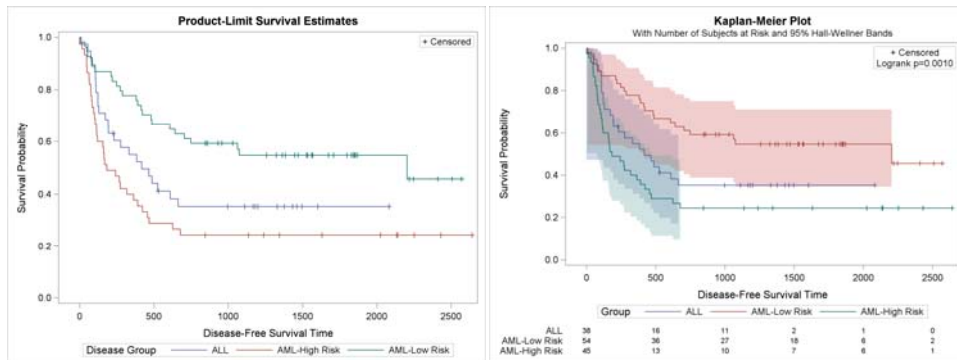 Product-Limit Survival Estimates
+ Censored
1.0
0.8
0.6
0.4
0.2
0.0
Survival Probability
0 500 1000 1500 2000 2500
Disease-Free Survival Time
Disease Group ALL AML-High Risk AML-Low Risk
Kaplan-Meier Plot
With Number of Subjects at Risk and 95% Hall-Wellner Bands
+ Censored
Logrank p=0.0010
1.0
0.8
0.6
0.4
0.2
0.0
Survival Probability
0 500 1000 1500 2000 2500
Disease-Free Survival Time
Group ALL AML-Low Risk AML-High Risk
ALL 38 16 11 2 1 0
AML-Low Risk 54 36 27 18 6 2
AML-High Risk 45 13 10 7 6 1